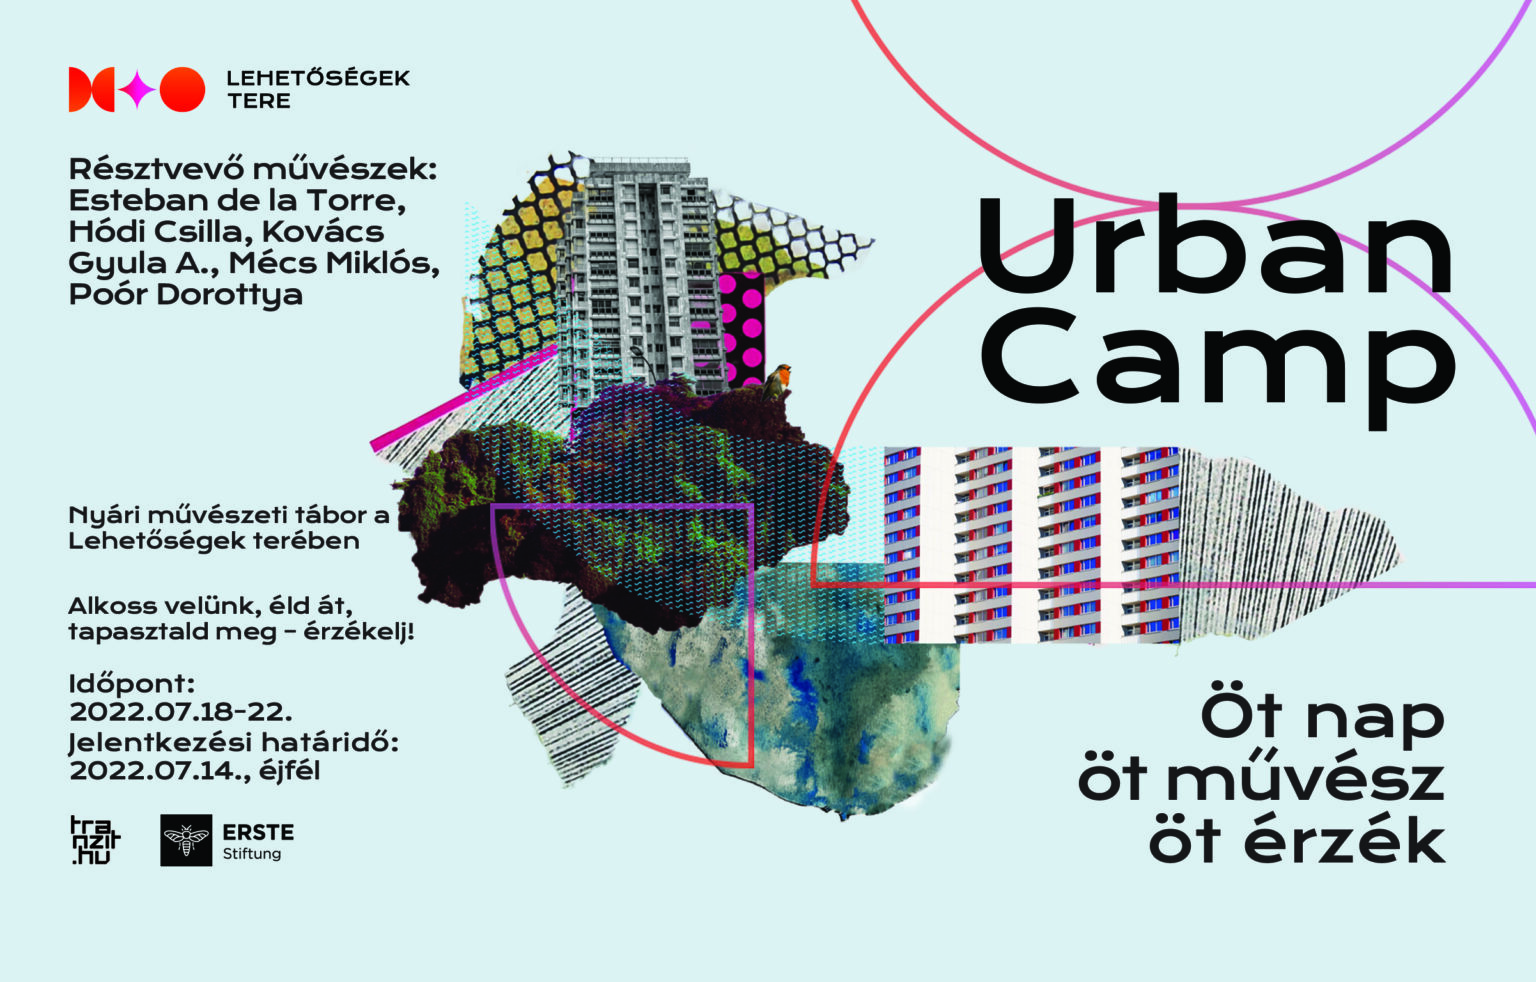 LEHETŐSÉGEK
TERE
Résztvevő művészek:
Esteban de la Torre,
Hódi Csilla, Kovács
Gyula A., Mécs Miklós,
Poór Dorottya
Urban
Camp
Nyári művészeti tábor a
Lehetőségek terében
Alkoss velünk, éld át,
tapasztald meg – érzékelj!
Időpont:
2022.07.18-22.
Jelentkezési határidő:
2022.07.14., éjfél
Öt nap
öt művész
öt érzék
tra
nzit
.hu
ERSTE
Stiftung